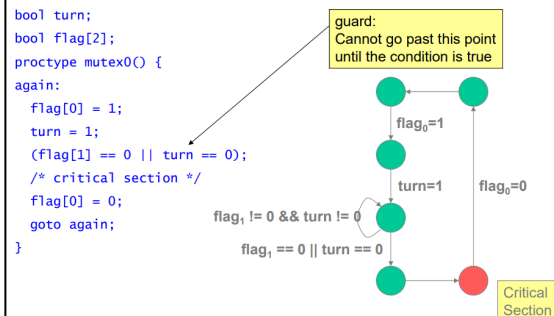 bool turn;
bool flag[2];
proctype mutex0() {
again:
flag[0] = 1;
turn = 1;
(flag[1] == 0 || turn == 0);
/* critical section */
flag[0] = 0;
goto again;
}
guard:
Cannot go past this point
until the condition is true
flag₀=1
turn=1
flag₀=0
flag₁ != 0 && turn != 0
flag₁ == 0 || turn == 0
Critical
Section